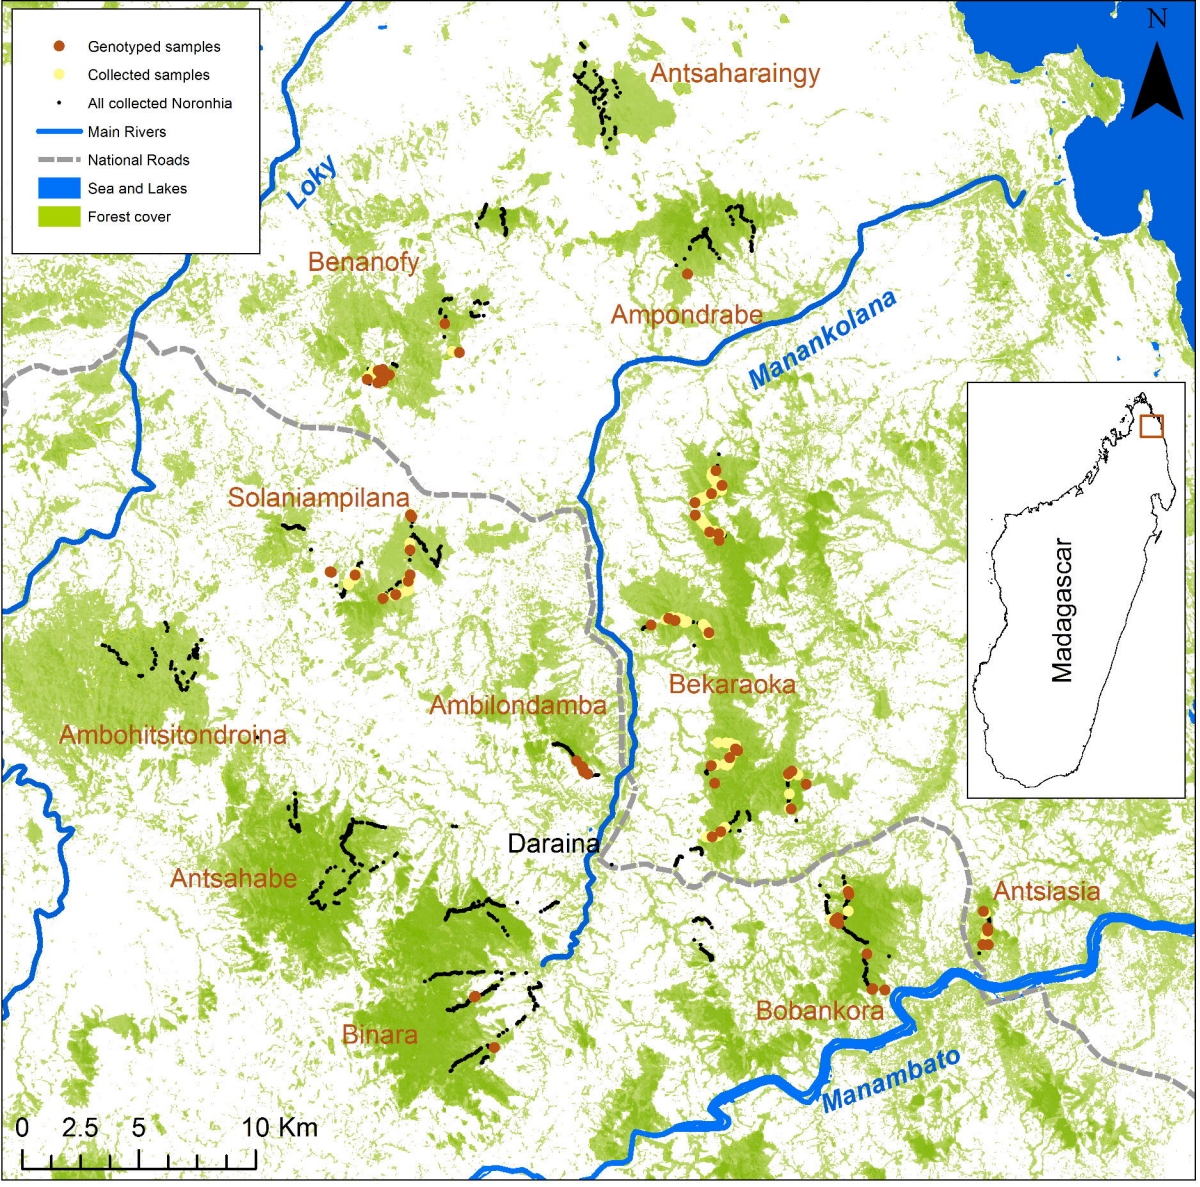 Genotyped samples
Collected samples
All collected Noronhia
Main Rivers
National Roads
Sea and Lakes
Forest cover
N
Antsaharaingy
Loky
Benanofy
Ampondrabe
Manankolana
Solaniampilana
Madagascar
Bekaraoka
Ambilondamba
Ambohitsitondroina
Daraina
Antsahabe
Antsiasia
Bobankora
Binara
Manambato
0 2.5 5 10 Km